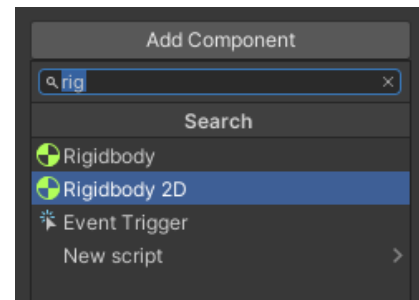 Add Component
rig
Search
Rigidbody
Rigidbody 2D
Event Trigger
New script